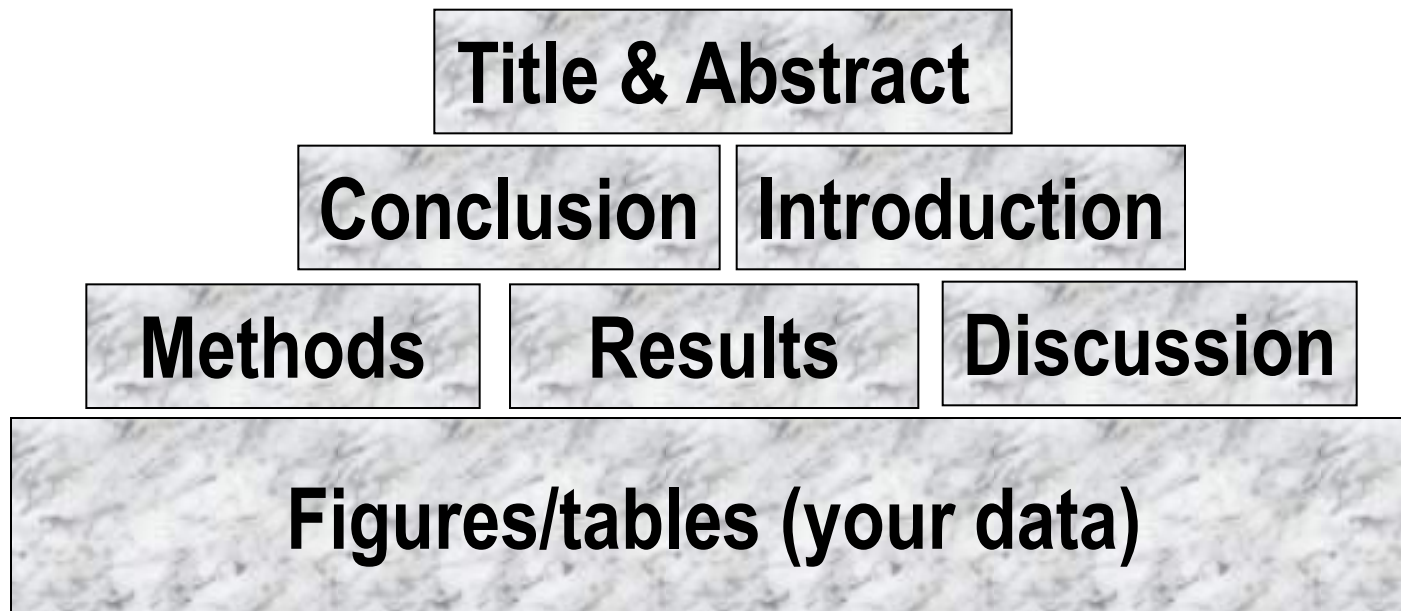 Title & Abstract
Conclusion Introduction
Methods Results Discussion
Figures/tables (your data)